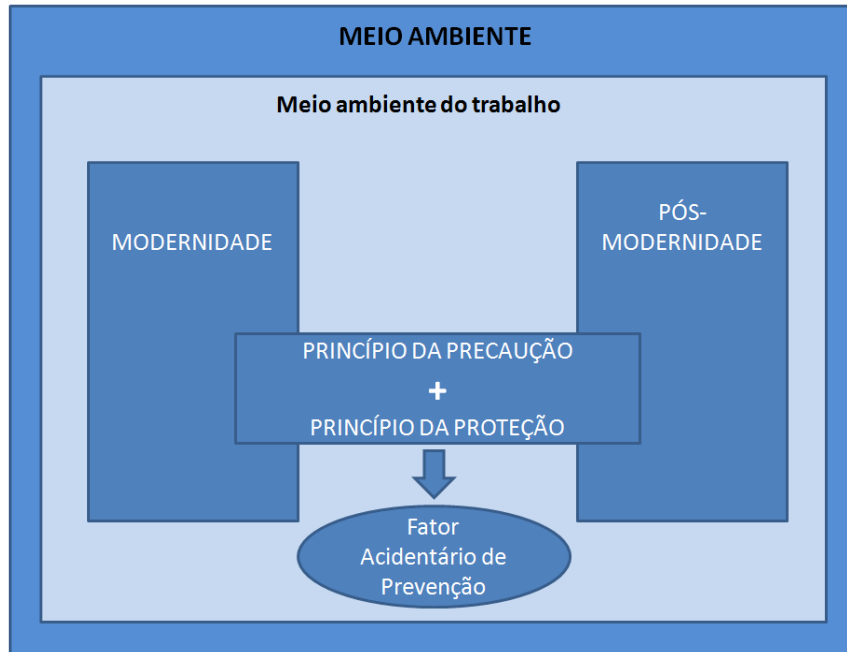 MEIO AMBIENTE
Meio ambiente do trabalho
MODERNIDADE
PÓS-
MODERNIDADE
PRINCÍPIO DA PRECAUÇÃO
+
PRINCÍPIO DA PROTEÇÃO
Fator
Acidentário de
Prevenção